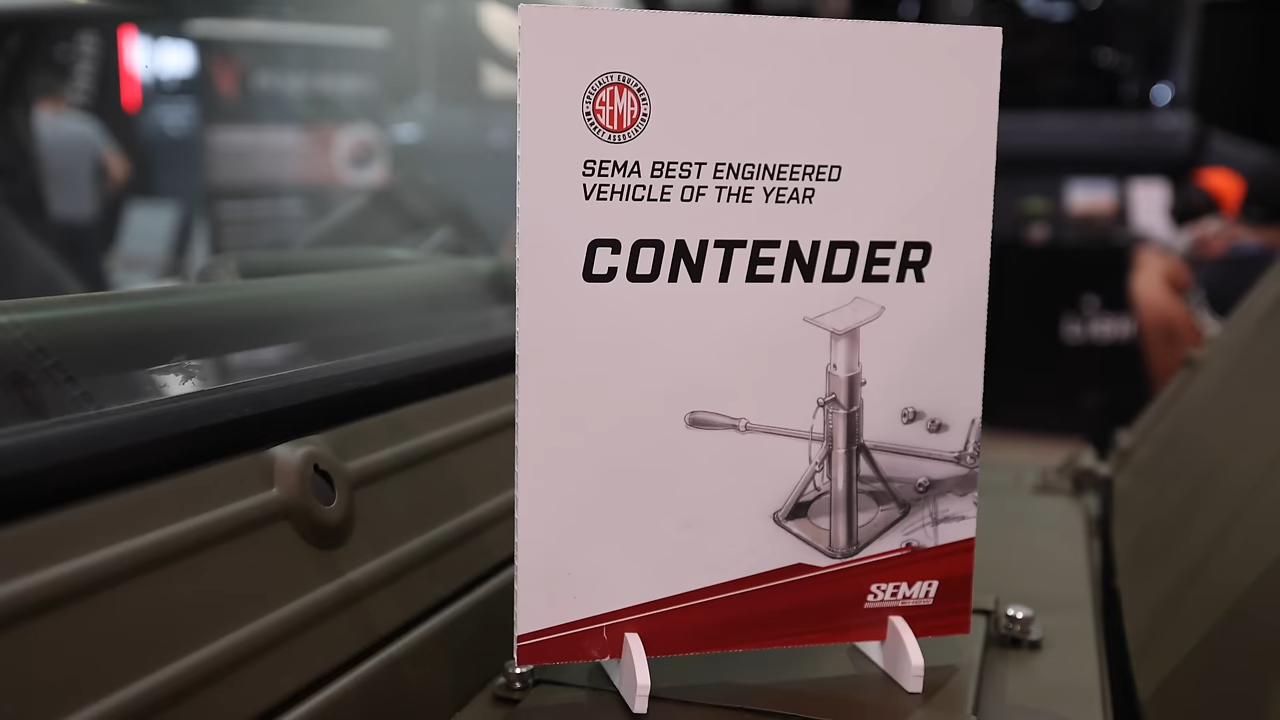 SPECIALTY EQUIPMENT
SEMA
MARKET ASSOCIATION
SEMA BEST ENGINEERED
VEHICLE OF THE YEAR
CONTENDER
SEMA